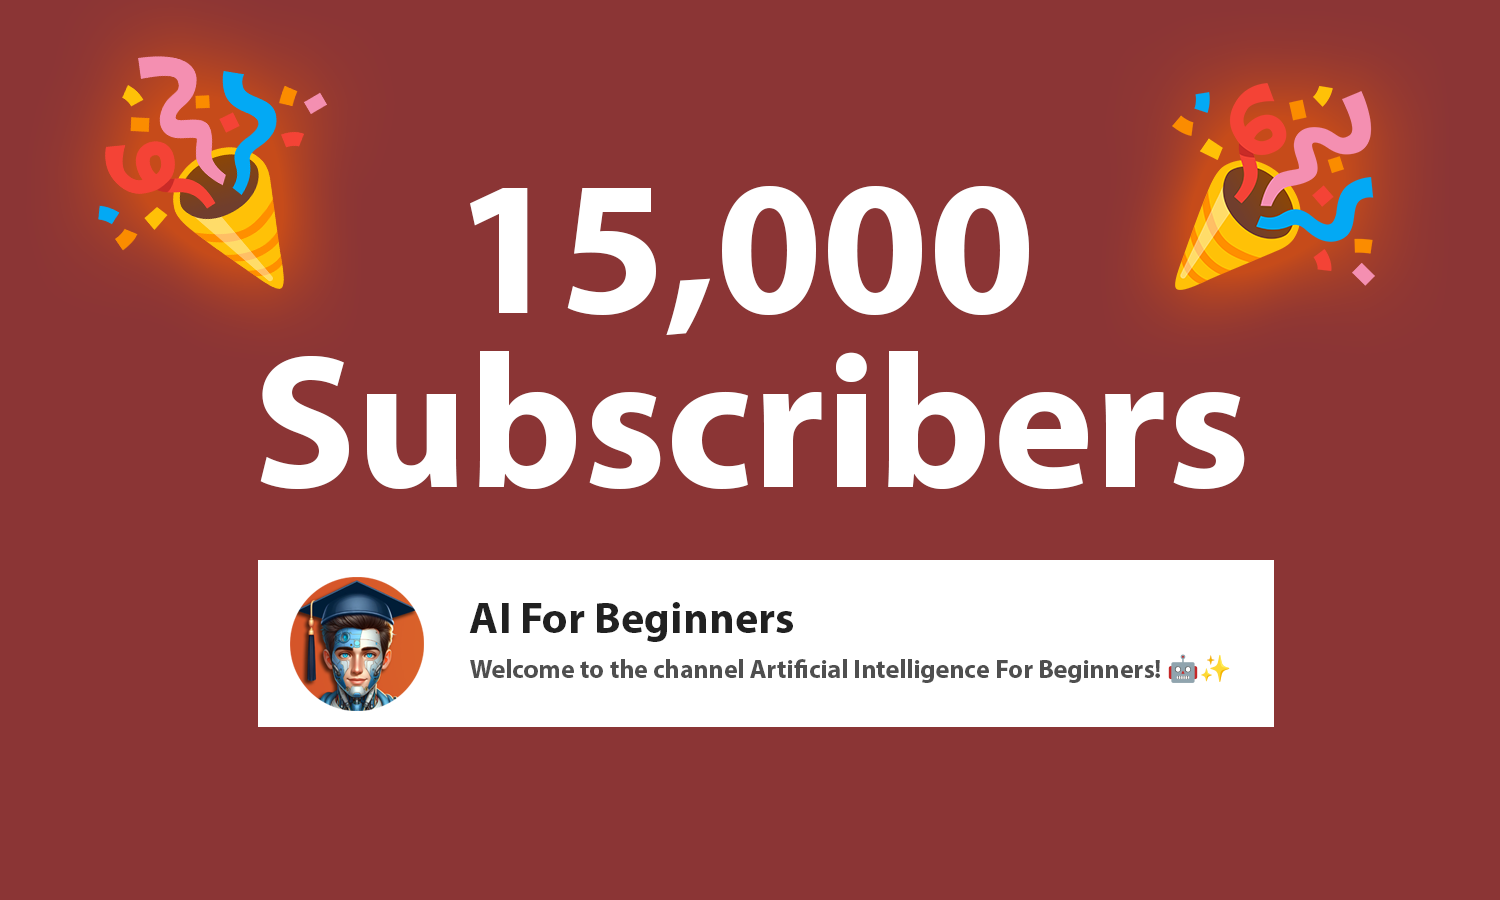 15,000
Subscribers
AI For Beginners
Welcome to the channel Artificial Intelligence For Beginners! 🤖✨